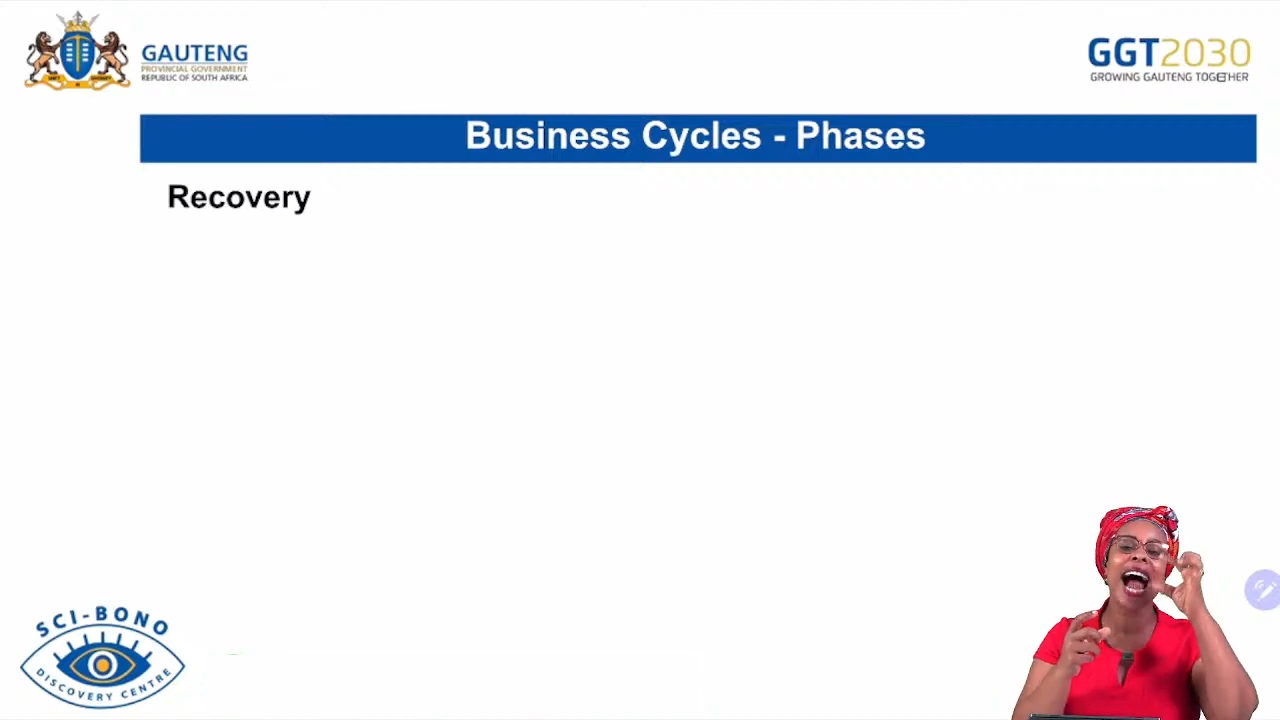 GAUTENG
PROVINCIAL GOVERNMENT
REPUBLIC OF SOUTH AFRICA
GGT2030
GROWING GAUTENG TOGETHER
Business Cycles - Phases
Recovery
SCI-BONO
DISCOVERY CENTRE